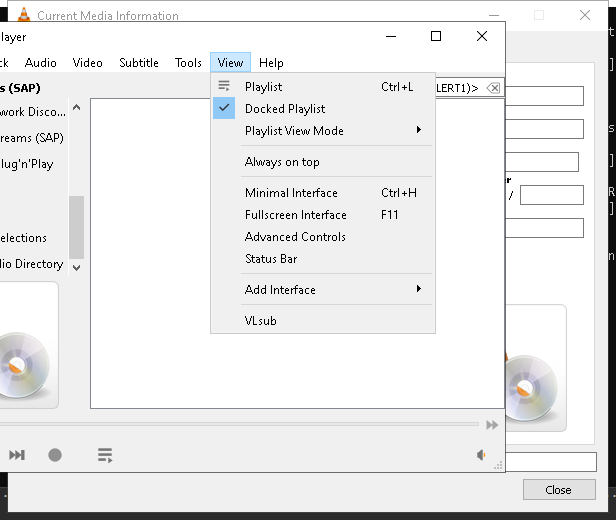 Current Media Information
layer
ck Audio Video Subtitle Tools View Help
s (SAP)
work Disco...
reams (SAP)
lug'n'Play
elections
io Directory
LERT1)>
Playlist Ctrl+L
Docked Playlist
Playlist View Mode
Always on top
Minimal Interface Ctrl+H
Fullscreen Interface F11
Advanced Controls
Status Bar
Add Interface
VLsub
r
/
Close
t
]
s
]
R
]
n